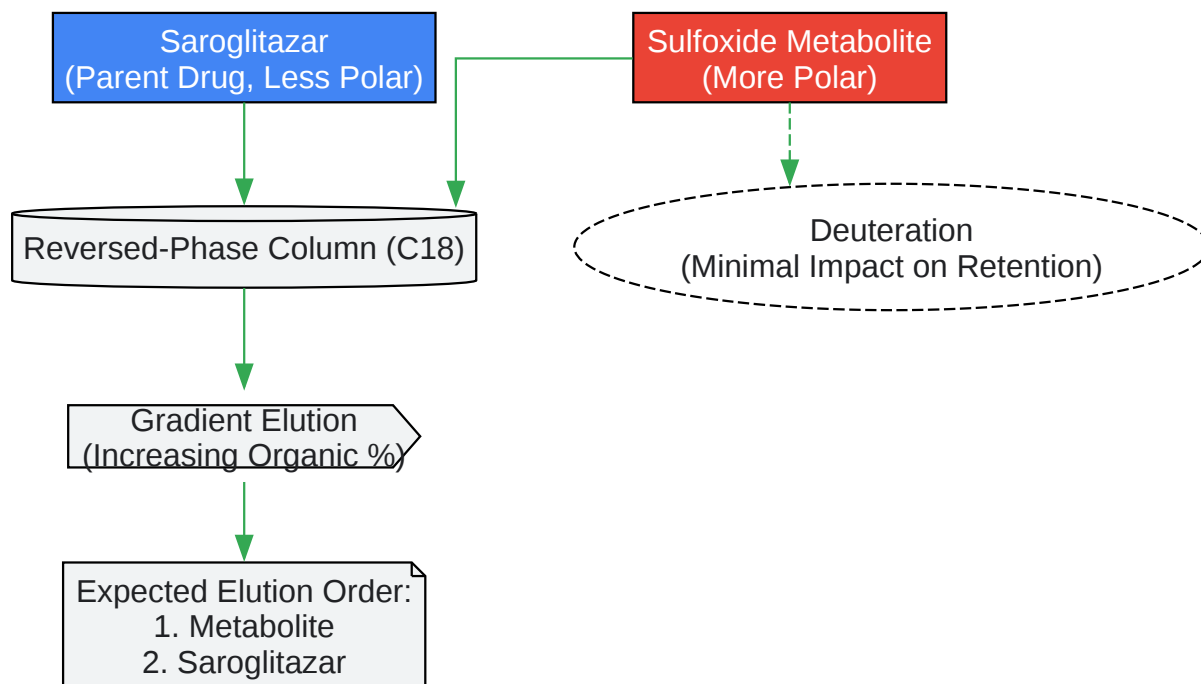 Saroglitazar
(Parent Drug, Less Polar)
Sulfoxide Metabolite
(More Polar)
Reversed-Phase Column (C18)
Deuteration
(Minimal Impact on Retention)
Gradient Elution
(Increasing Organic %)
Expected Elution Order:
1. Metabolite
2. Saroglitazar